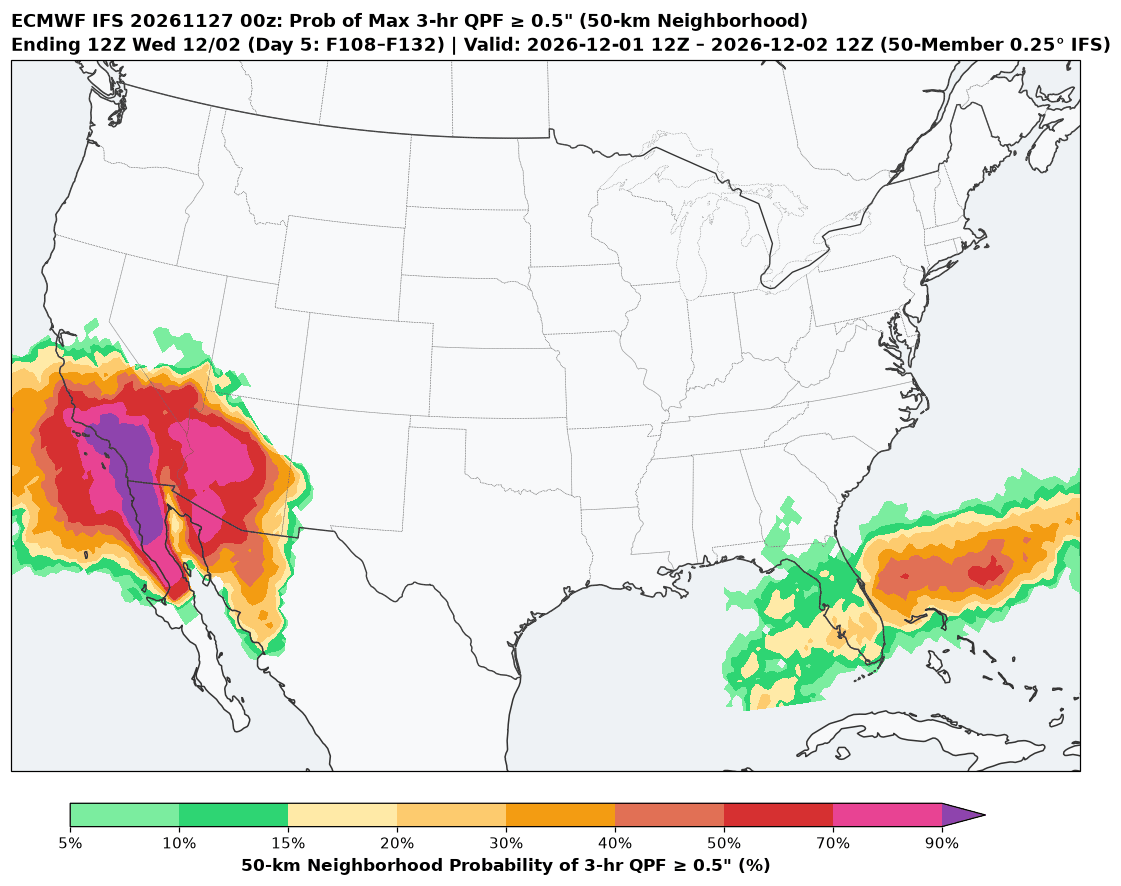 ECMWF IFS 20261127 00z: Prob of Max 3-hr QPF ≥ 0.5" (50-km Neighborhood)
Ending 12Z Wed 12/02 (Day 5: F108–F132) | Valid: 2026-12-01 12Z – 2026-12-02 12Z (50-Member 0.25° IFS)
5% 10% 15% 20% 30% 40% 50% 70% 90%
50-km Neighborhood Probability of 3-hr QPF ≥ 0.5" (%)